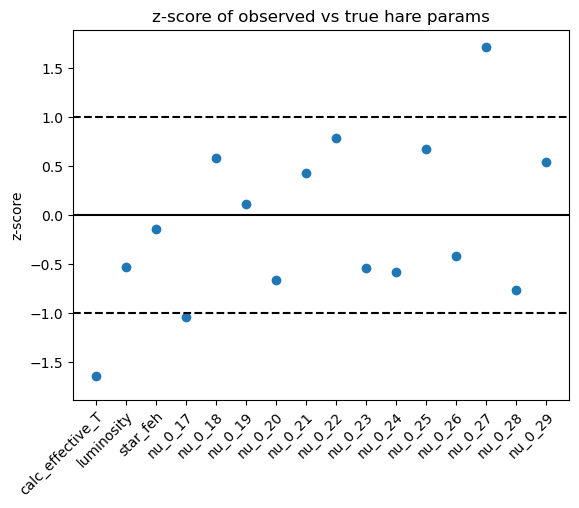 z-score of observed vs true hare params
z-score
1.5
1.0
0.5
0.0
−0.5
−1.0
−1.5
calc_effective_T
luminosity
star_feh
nu_0_17
nu_0_18
nu_0_19
nu_0_20
nu_0_21
nu_0_22
nu_0_23
nu_0_24
nu_0_25
nu_0_26
nu_0_27
nu_0_28
nu_0_29